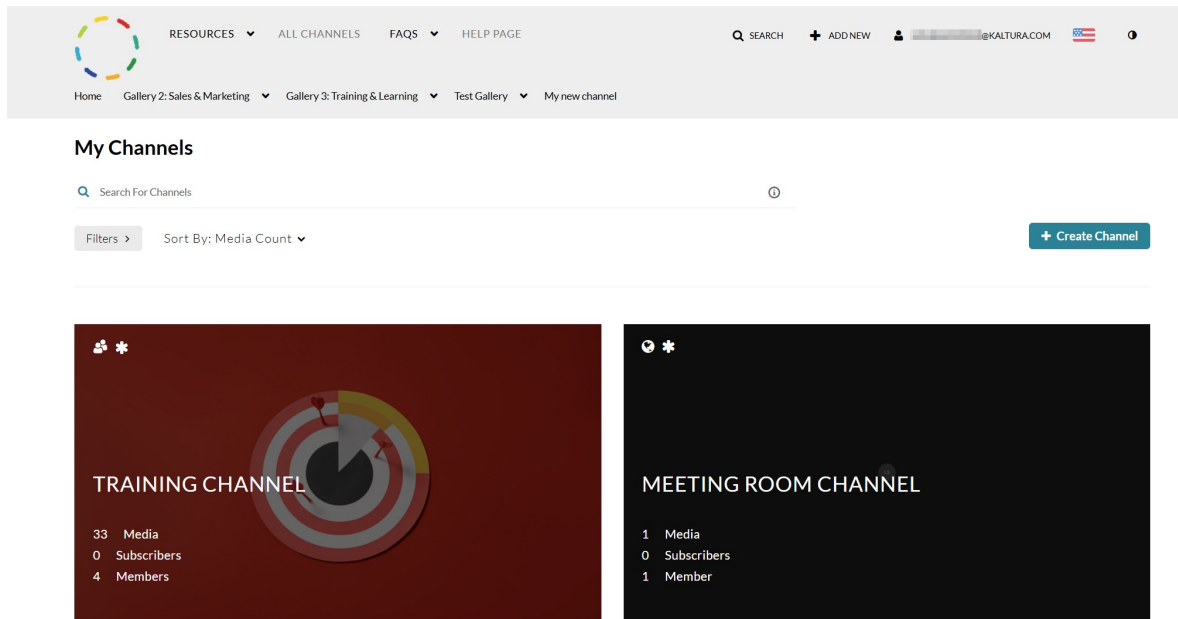 RESOURCES ALL CHANNELS FAQS HELP PAGE SEARCH ADD NEW @KALTURA.COM
Home Gallery 2: Sales & Marketing Gallery 3: Training & Learning Test Gallery My new channel
My Channels
Search For Channels
Filters Sort By: Media Count + Create Channel
TRAINING CHANNEL
33 Media
0 Subscribers
4 Members
MEETING ROOM CHANNEL
1 Media
0 Subscribers
1 Member